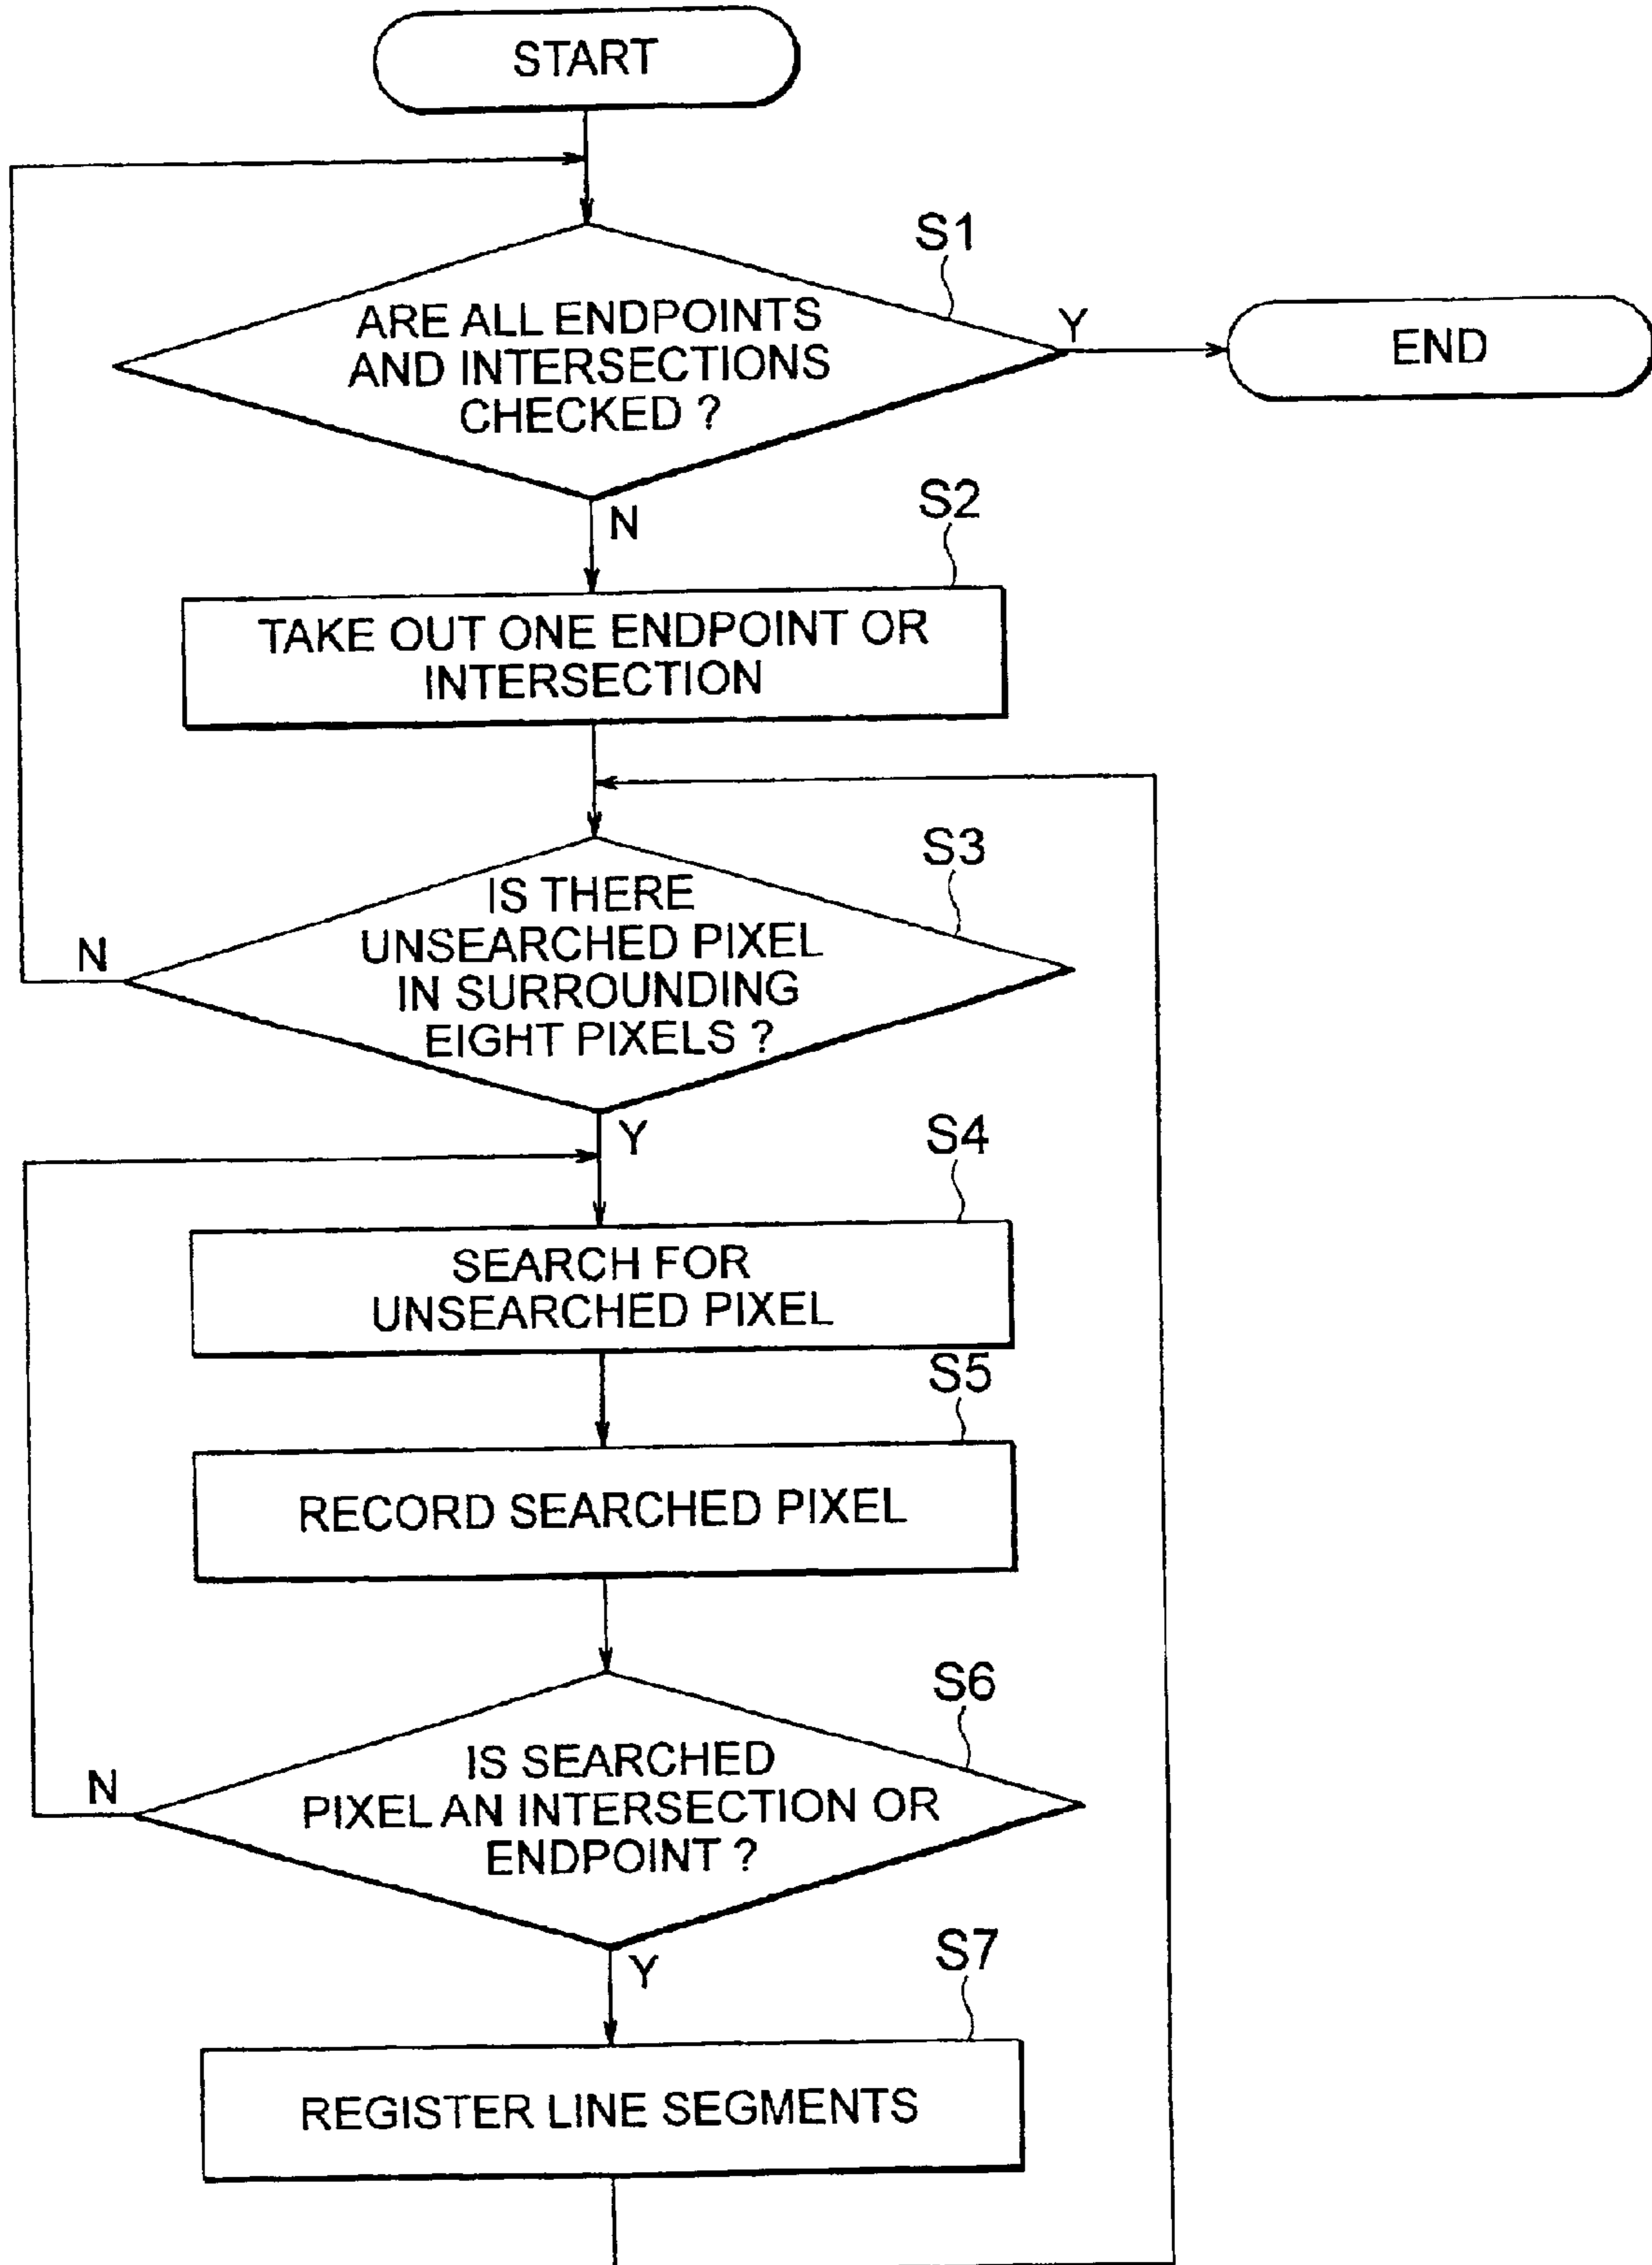 START
S1
ARE ALL ENDPOINTS
AND INTERSECTIONS
CHECKED ?
Y
END
N
S2
TAKE OUT ONE ENDPOINT OR
INTERSECTION
S3
IS THERE
UNSEARCHED PIXEL
IN SURROUNDING
EIGHT PIXELS ?
N
Y
S4
SEARCH FOR
UNSEARCHED PIXEL
S5
RECORD SEARCHED PIXEL
S6
IS SEARCHED
PIXEL AN INTERSECTION OR
ENDPOINT ?
N
Y
S7
REGISTER LINE SEGMENTS